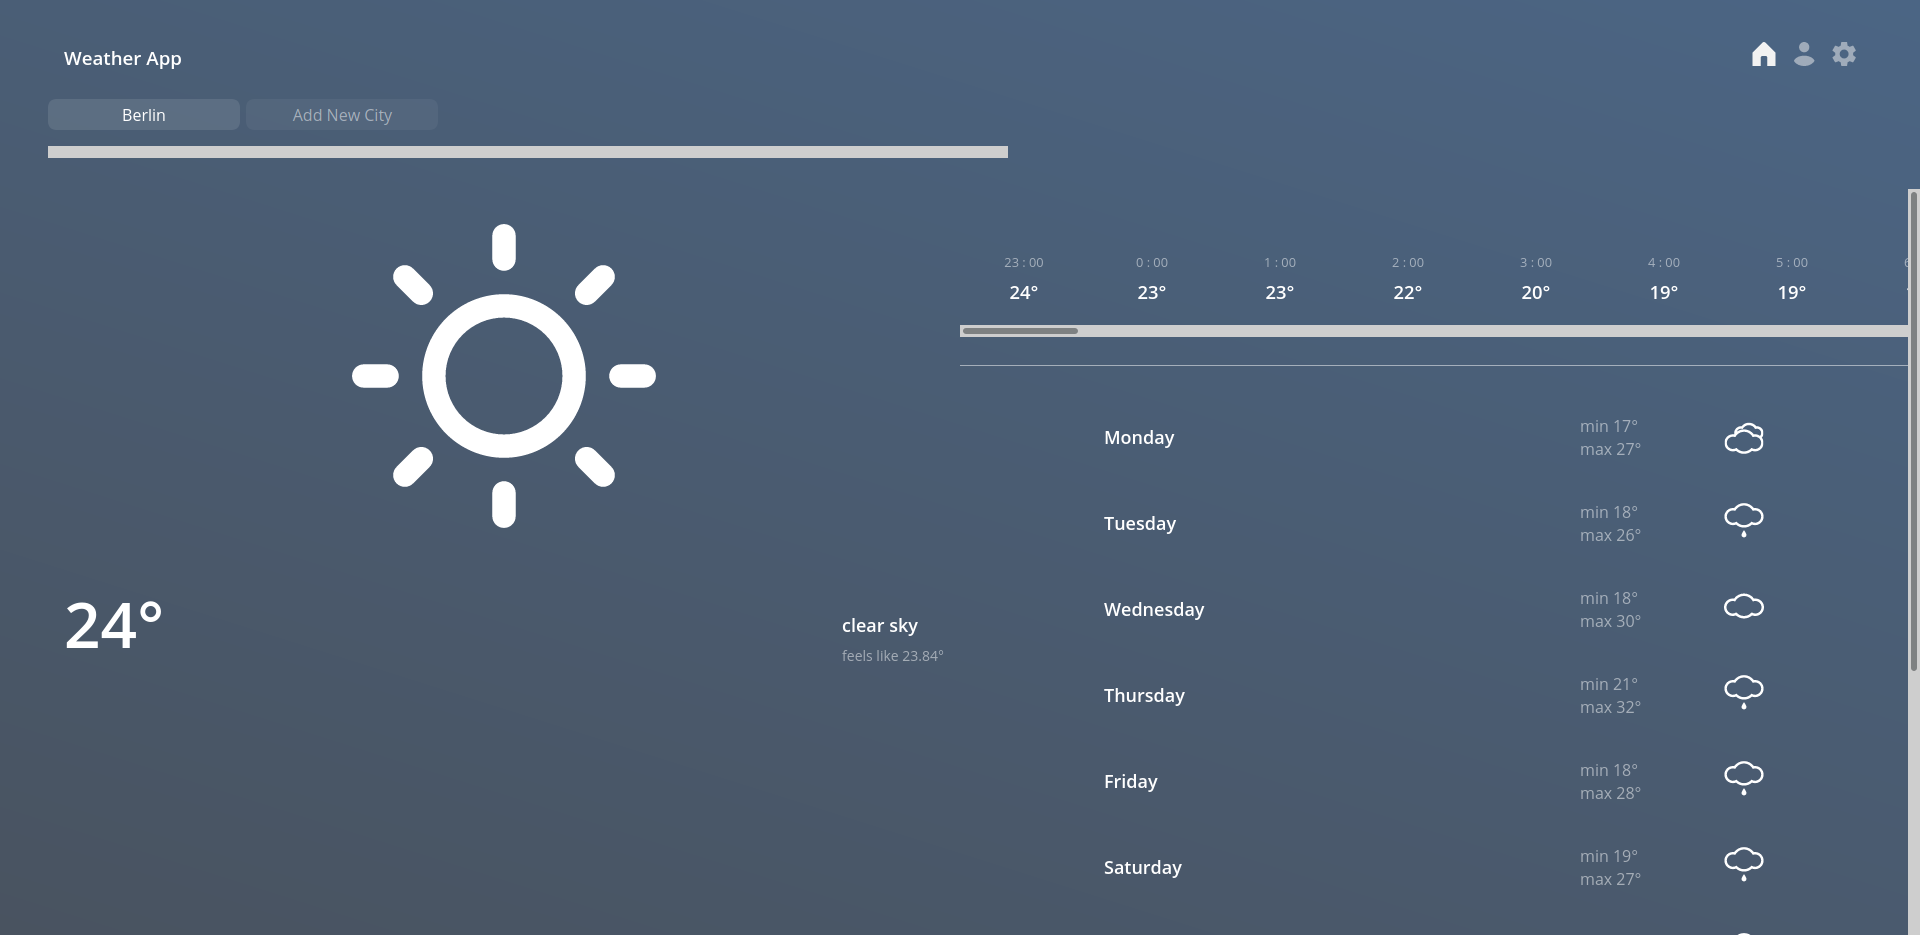 Weather App
Berlin
Add New City
23 : 00 0 : 00 1 : 00 2 : 00 3 : 00 4 : 00 5 : 00
24° 23° 23° 22° 20° 19° 19°
24°
clear sky
feels like 23.84°
Monday
min 17°
max 27°
Tuesday
min 18°
max 26°
Wednesday
min 18°
max 30°
Thursday
min 21°
max 32°
Friday
min 18°
max 28°
Saturday
min 19°
max 27°